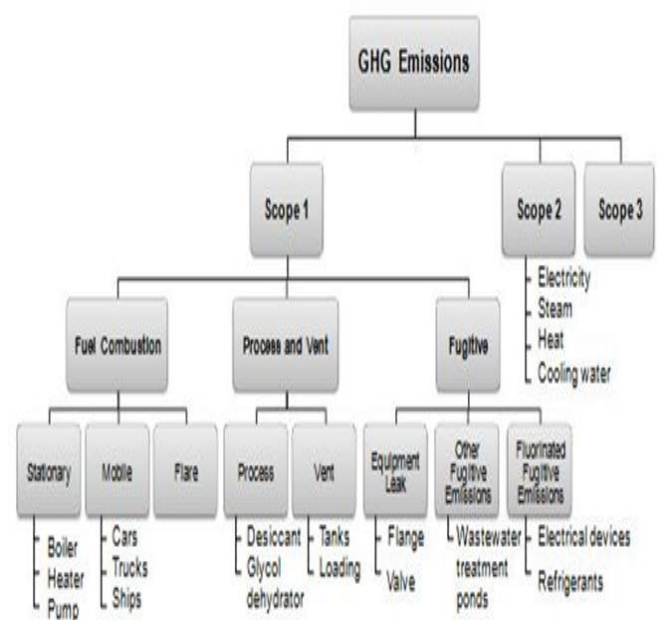 GHG Emissions
Scope 1
Scope 2
Scope 3
Electricity
Steam
Heat
Cooling water
Fuel Combustion
Process and Vent
Fugitive
Stationary
Mobile
Flare
Process
Vent
Equipment
Leak
Other
Fugitive
Emissions
Fluorinated
Fugitive
Emissions
Boiler
Heater
Pump
Cars
Trucks
Ships
Desiccant
Glycol
dehydrator
Tanks
Loading
Flange
Valve
Wastewater
treatment
ponds
Electrical devices
Refrigerants